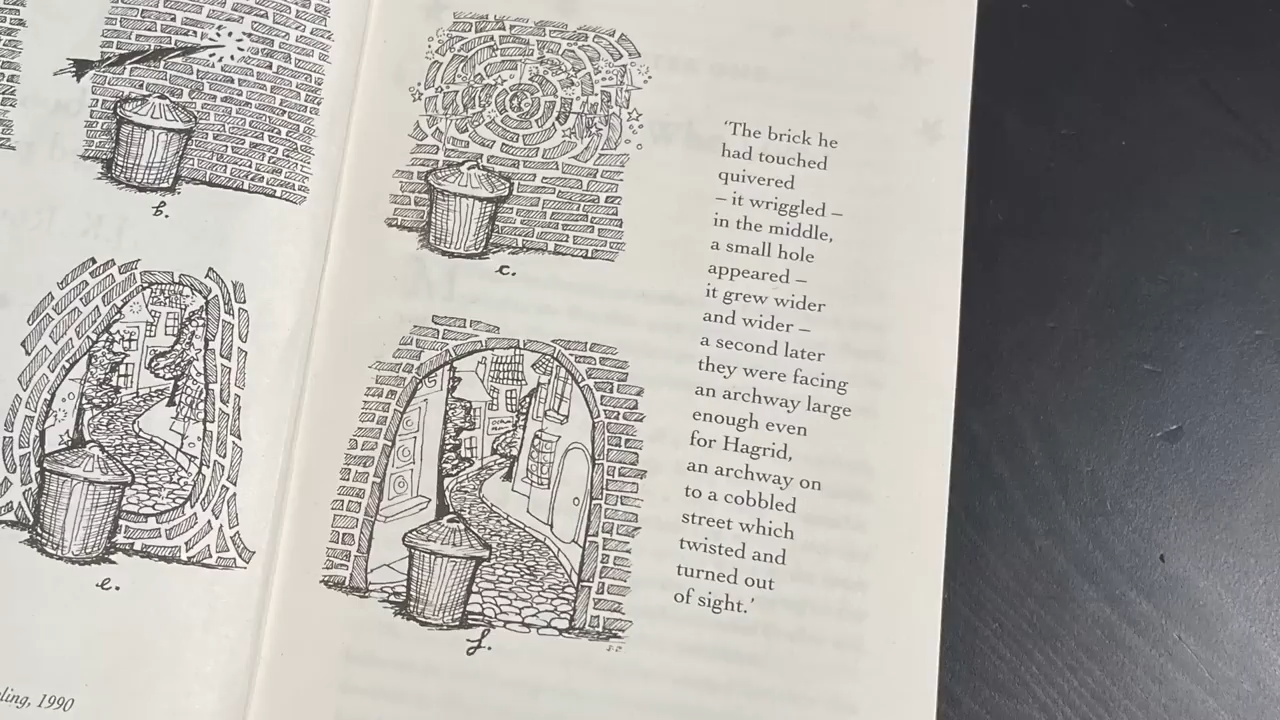 b.
c.
e.
f.
ling, 1990
'The brick he
had touched
quivered
– it wriggled –
in the middle,
a small hole
appeared –
it grew wider
and wider –
a second later
they were facing
an archway large
enough even
for Hagrid,
an archway on
to a cobbled
street which
twisted and
turned out
of sight.'